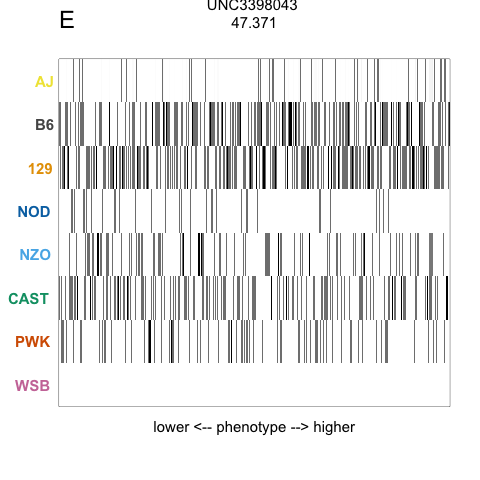 UNC3398043
E
47.371
AJ
B6
129
NOD
NZO
CAST
PWK
WSB
lower <-- phenotype --> higher